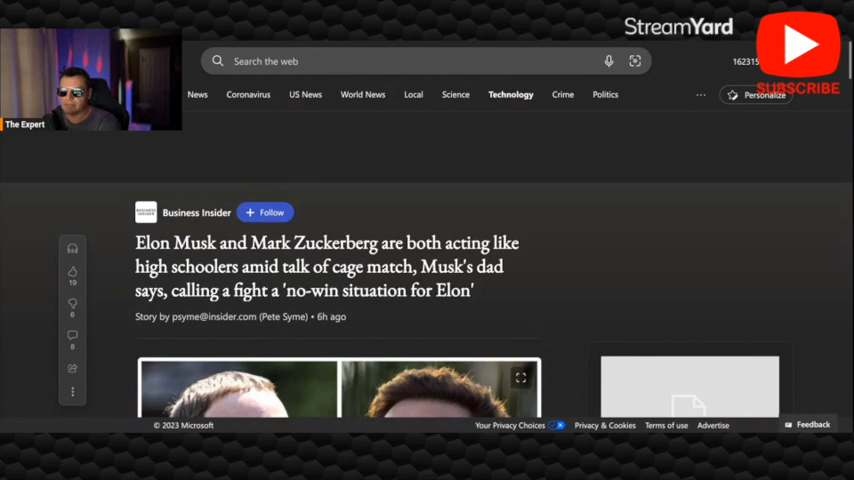 StreamYard
SUBSCRIBE
The Expert
Search the web
162315
News Coronavirus US News World News Local Science Technology Crime Politics ... Personalize
Business Insider + Follow
Elon Musk and Mark Zuckerberg are both acting like
high schoolers amid talk of cage match, Musk's dad
says, calling a fight a 'no-win situation for Elon'
Story by psyme@insider.com (Pete Syme) • 6h ago
19
6
8
© 2023 Microsoft
Your Privacy Choices Privacy & Cookies Terms of use Advertise Feedback